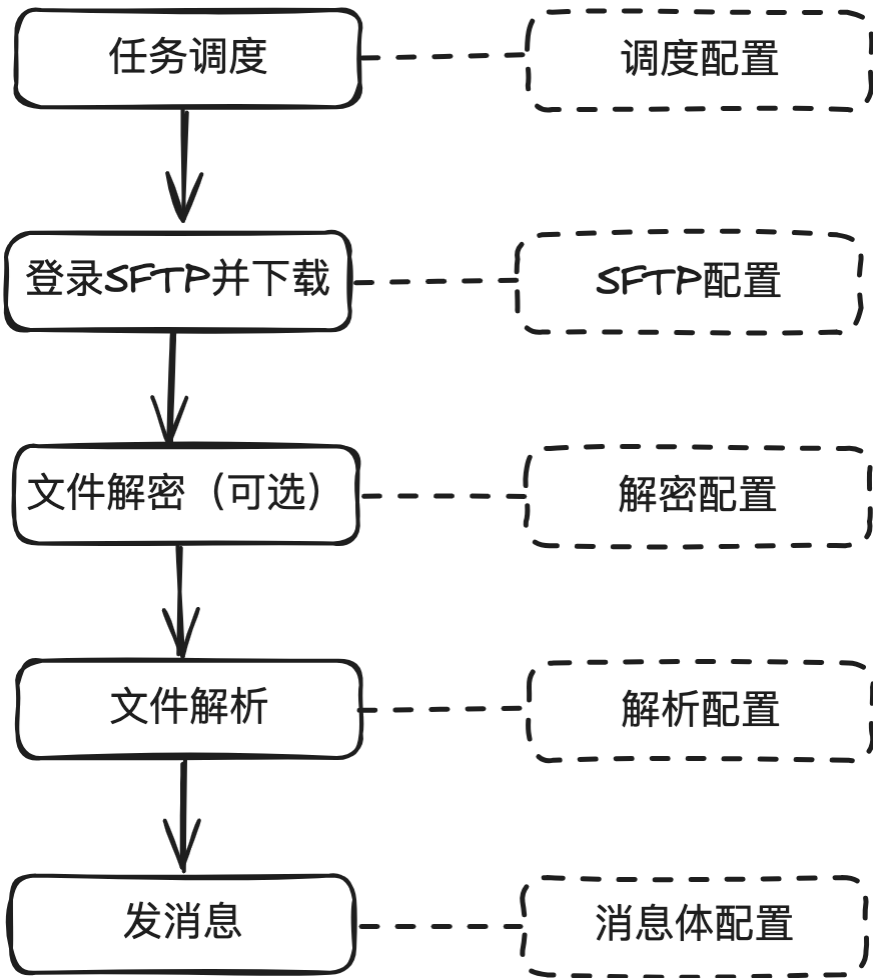 任务调度
调度配置
登录SFTP并下载
SFTP配置
文件解密（可选）
解密配置
文件解析
解析配置
发消息
消息体配置